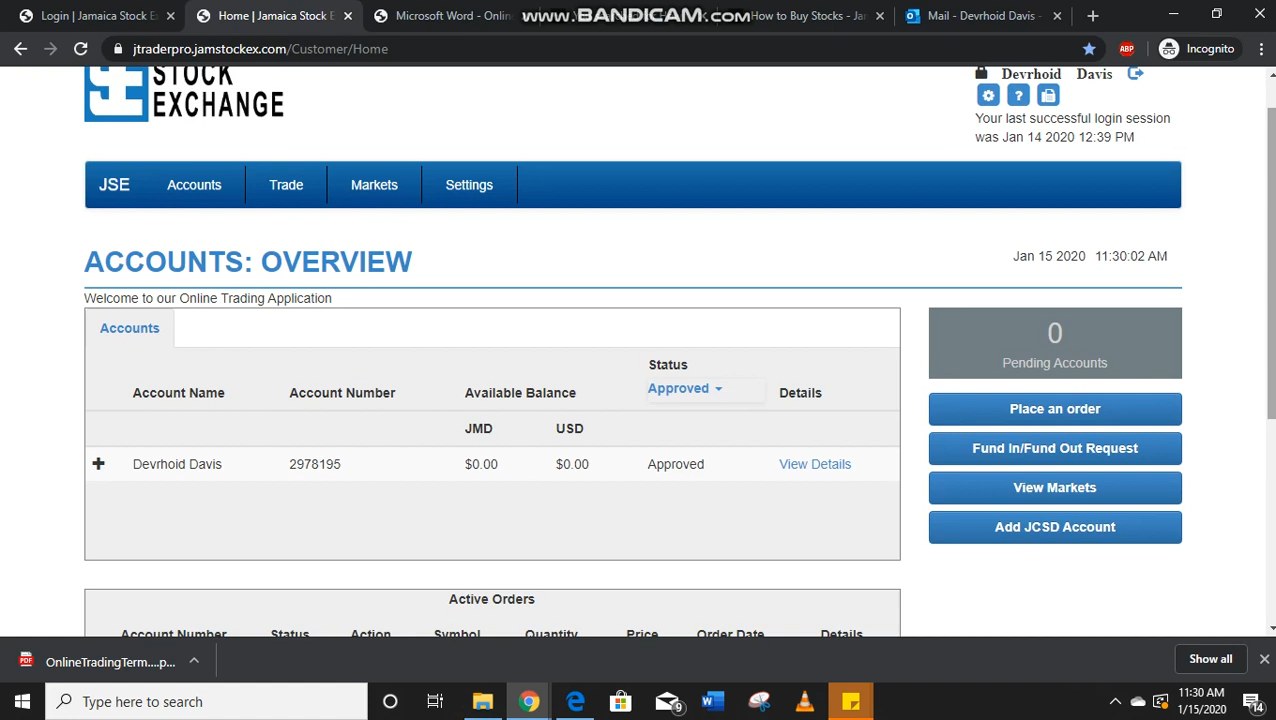 Login | Jamaica Stock E
Home | Jamaica Stock E
Microsoft Word - Onlin
How to Buy Stocks - Ja
Mail - Devrhoid Davis -
www.BANDICAM.com
jtraderpro.jamstockex.com/Customer/Home
ABP
Incognito
STOCK
EXCHANGE
Devrhoid Davis
Your last successful login session
was Jan 14 2020 12:39 PM
JSE
Accounts
Trade
Markets
Settings
ACCOUNTS: OVERVIEW
Jan 15 2020 11:30:02 AM
Welcome to our Online Trading Application
Accounts
0
Pending Accounts
Status
Account Name Account Number Available Balance Approved Details
JMD USD
Devrhoid Davis 2978195 $0.00 $0.00 Approved View Details
Place an order
Fund In/Fund Out Request
View Markets
Add JCSD Account
Active Orders
Account Number Status Action Symbol Quantity Price Order Date Details
OnlineTradingTerm....p...
Show all
Type here to search
9
11:30 AM
1/15/2020
14